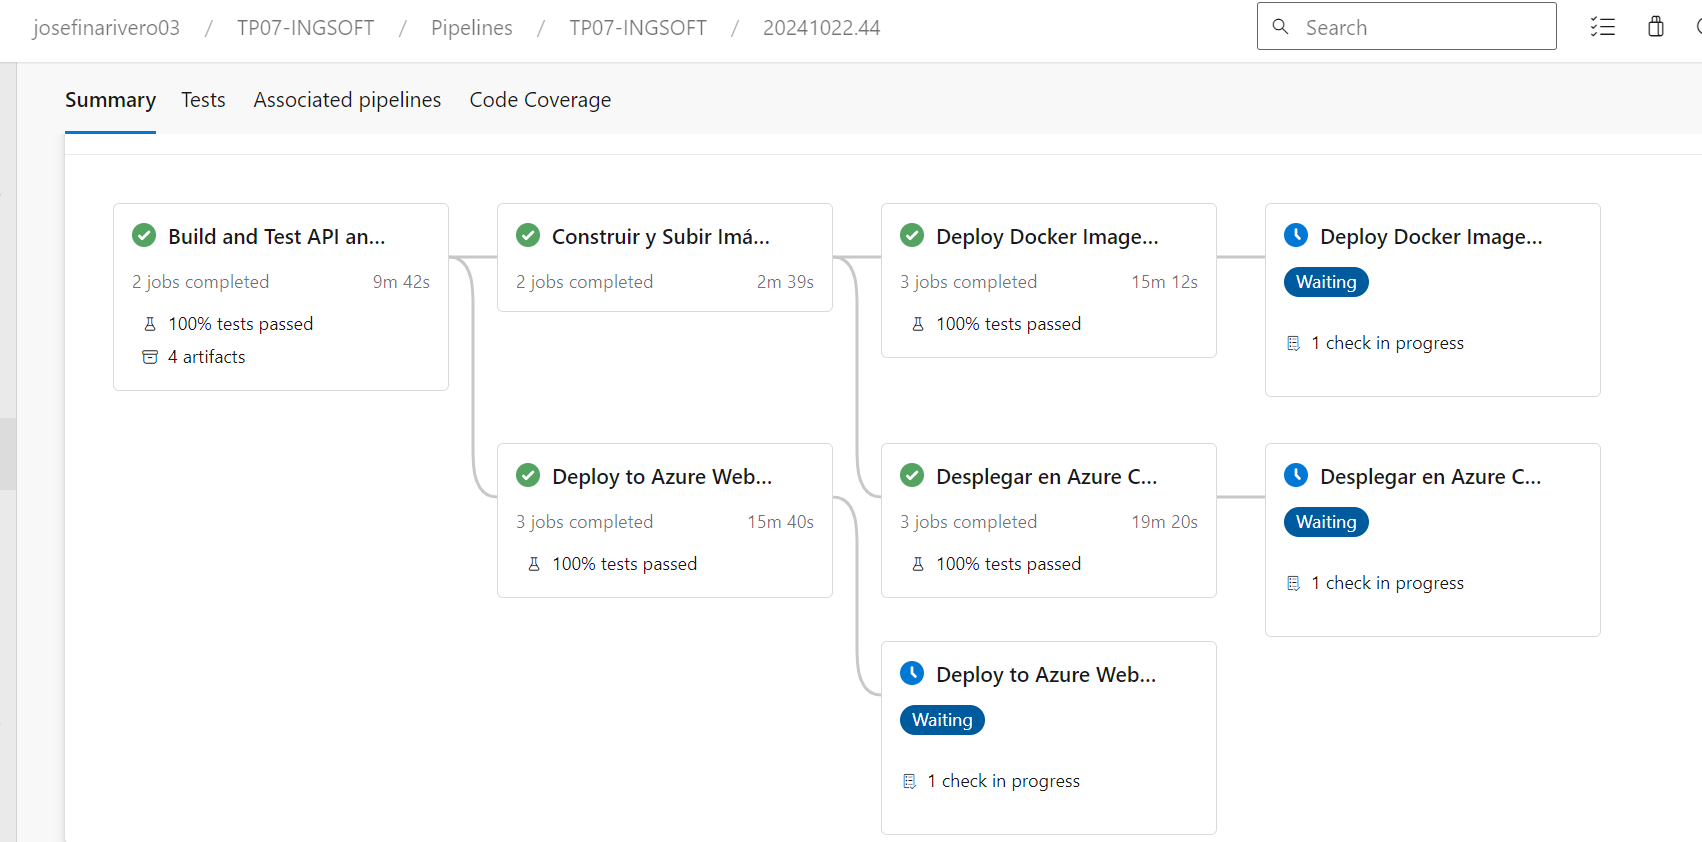 josefinarivero03 / TP07-INGSOFT / Pipelines / TP07-INGSOFT / 20241022.44
Search
Summary Tests Associated pipelines Code Coverage
Build and Test API an...
2 jobs completed 9m 42s
100% tests passed
4 artifacts
Construir y Subir Imá...
2 jobs completed 2m 39s
Deploy Docker Image...
3 jobs completed 15m 12s
100% tests passed
Deploy Docker Image...
Waiting
1 check in progress
Deploy to Azure Web...
3 jobs completed 15m 40s
100% tests passed
Desplegar en Azure C...
3 jobs completed 19m 20s
100% tests passed
Desplegar en Azure C...
Waiting
1 check in progress
Deploy to Azure Web...
Waiting
1 check in progress